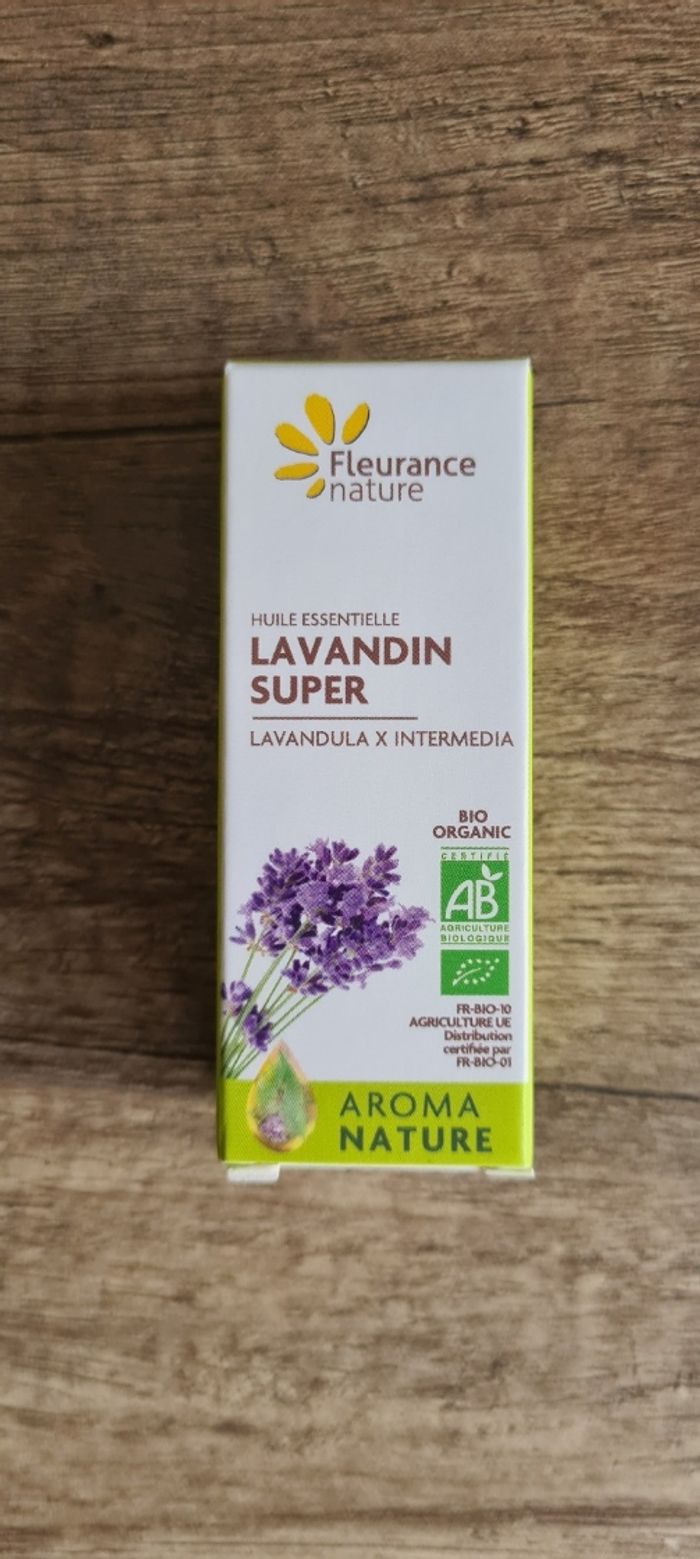 Fleurance
nature
HUILE ESSENTIELLE
LAVANDIN
SUPER
LAVANDULA X INTERMEDIA
BIO
ORGANIC
CERTIFIÉ
AB
AGRICULTURE
BIOLOGIQUE
FR-BIO-10
AGRICULTURE UE
Distribution
certifiée par
FR-BIO-01
AROMA
NATURE